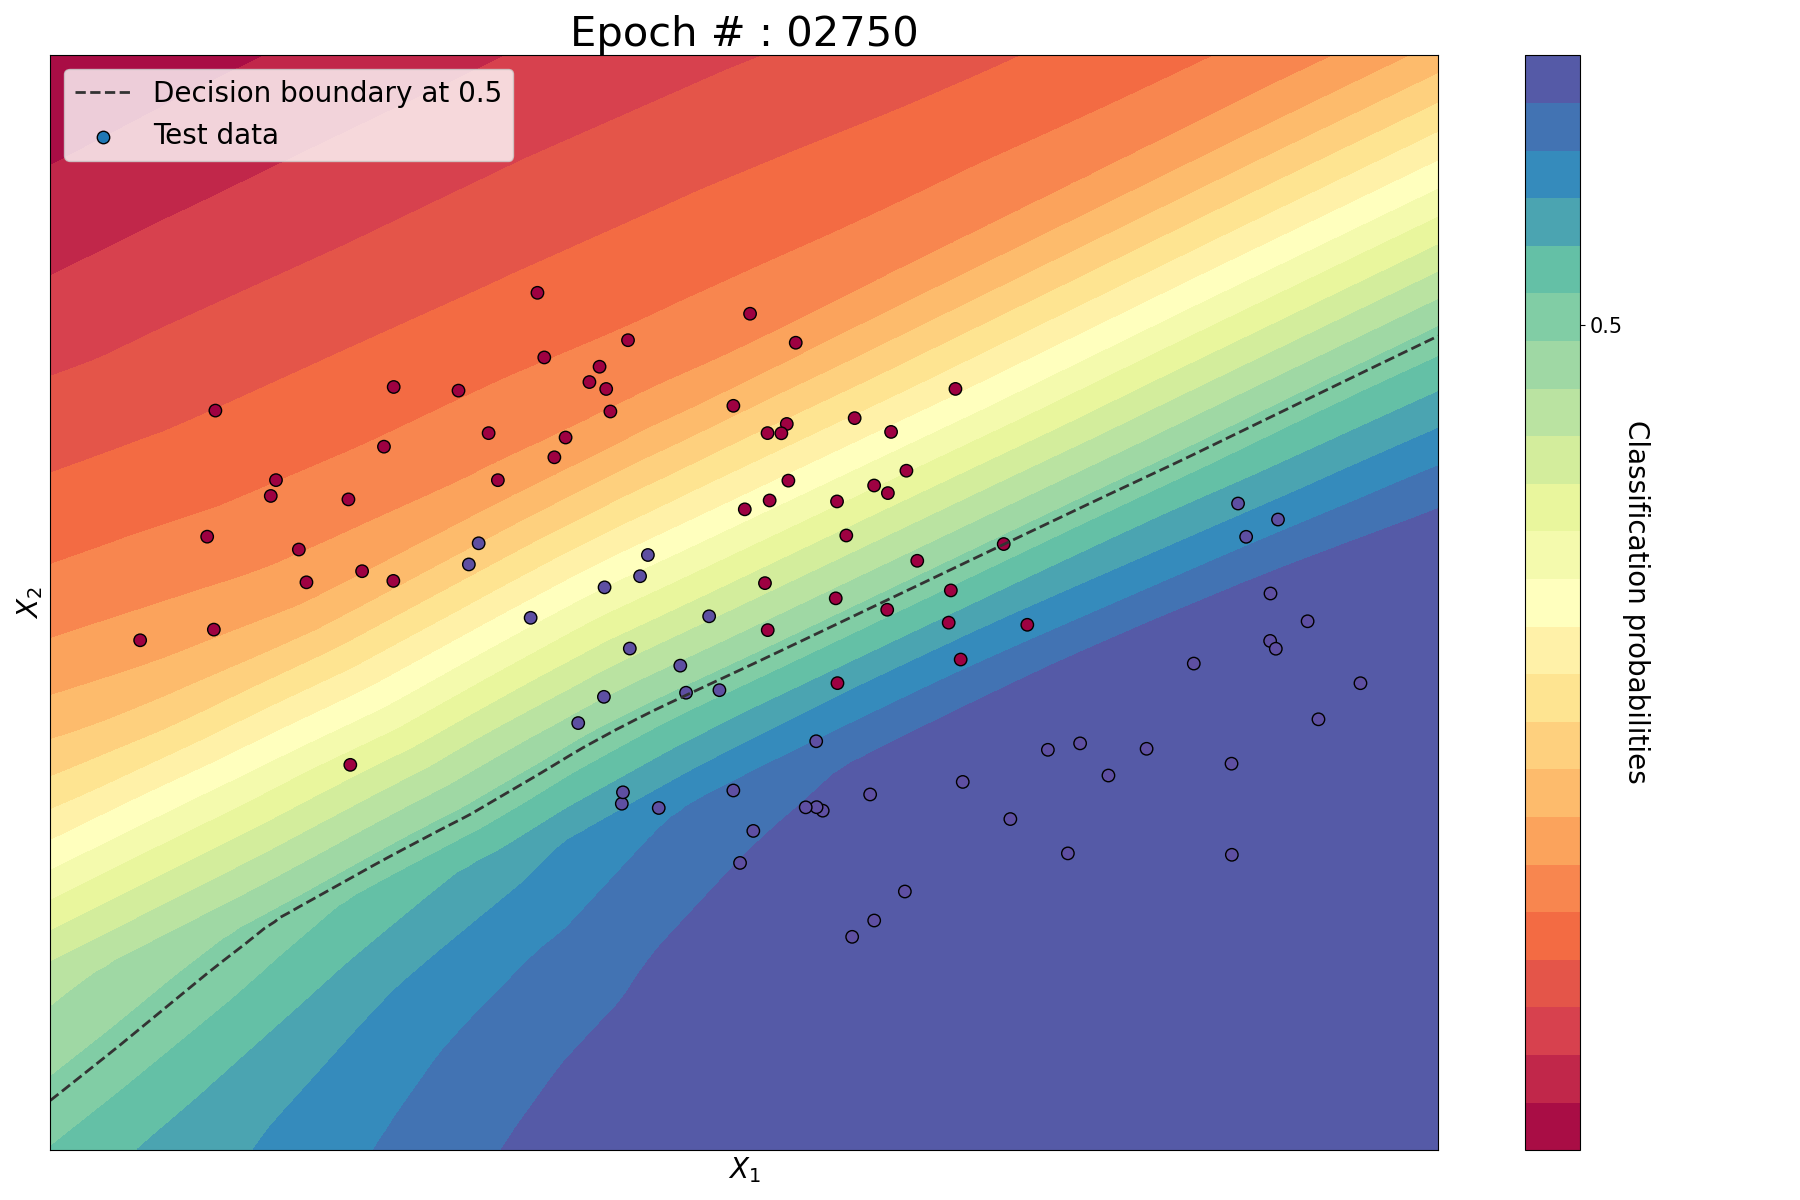 Epoch # : 02750
Decision boundary at 0.5
Test data
X₂
X₁
0.5
Classification probabilities